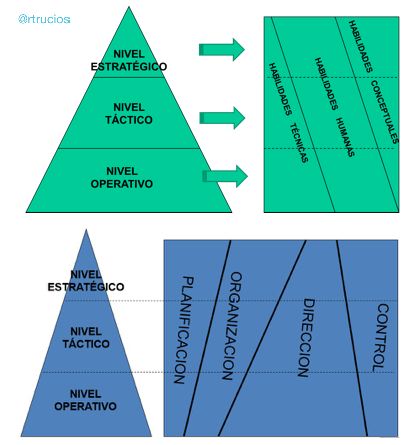 @rtrucios
NIVEL
ESTRATÉGICO
NIVEL
TÁCTICO
NIVEL
OPERATIVO
HABILIDADES TÉCNICAS
HABILIDADES HUMANAS
HABILIDADES CONCEPTUALES
NIVEL
ESTRATÉGICO
NIVEL
TÁCTICO
NIVEL
OPERATIVO
PLANIFICACION
ORGANIZACION
DIRECCION
CONTROL